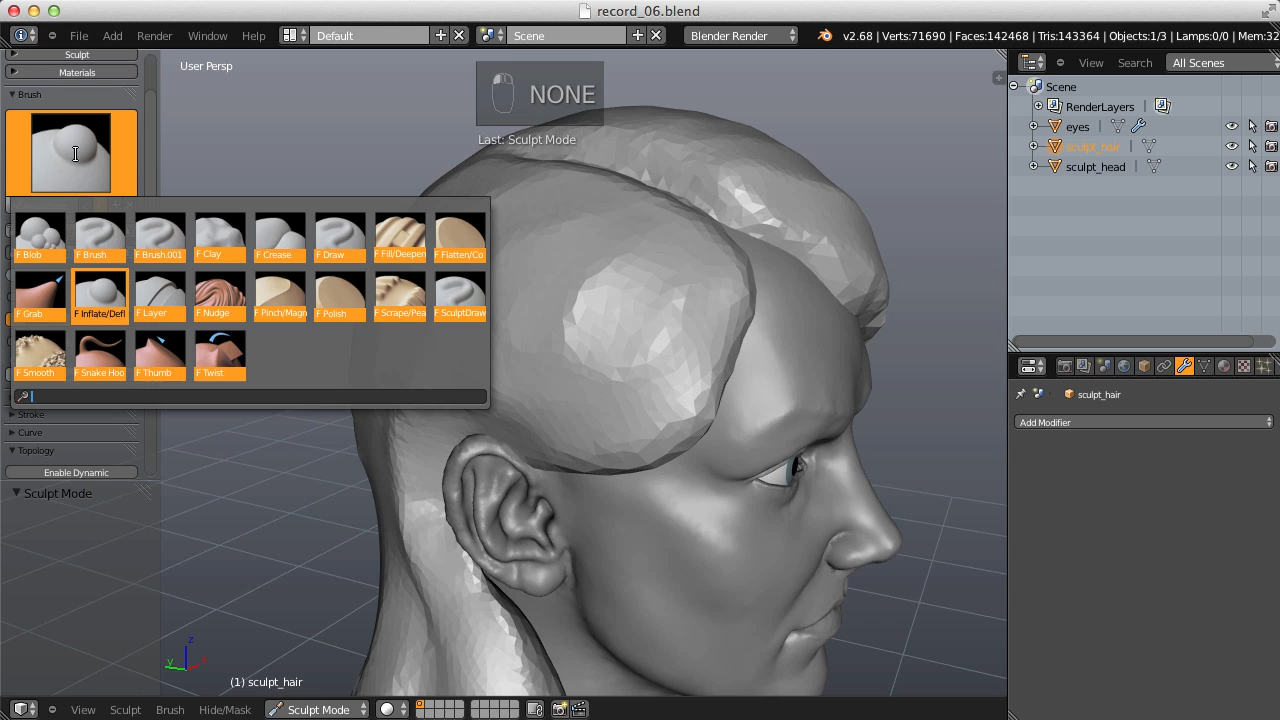 record_06.blend
File Add Render Window Help Default Scene Blender Render v2.68 | Verts:71690 | Faces:142468 | Tris:143364 | Objects:1/3 | Lamps:0/0 | Mem:32
Sculpt
Materials
Brush
User Persp
NONE
Last: Sculpt Mode
F Blob F Brush F Brush.001 F Clay F Crease F Draw F Fill/Deepen F Flatten/Co
F Grab F Inflate/Defl F Layer F Nudge F Pinch/Magn F Polish F Scrape/Pea F SculptDraw
F Smooth F Snake Hoo F Thumb F Twist
Stroke
Curve
Topology
Enable Dynamic
Sculpt Mode
z
y
x
(1) sculpt_hair
View Sculpt Brush Hide/Mask Sculpt Mode
View Search All Scenes
Scene
RenderLayers
eyes
sculpt_hair
sculpt_head
sculpt_hair
Add Modifier